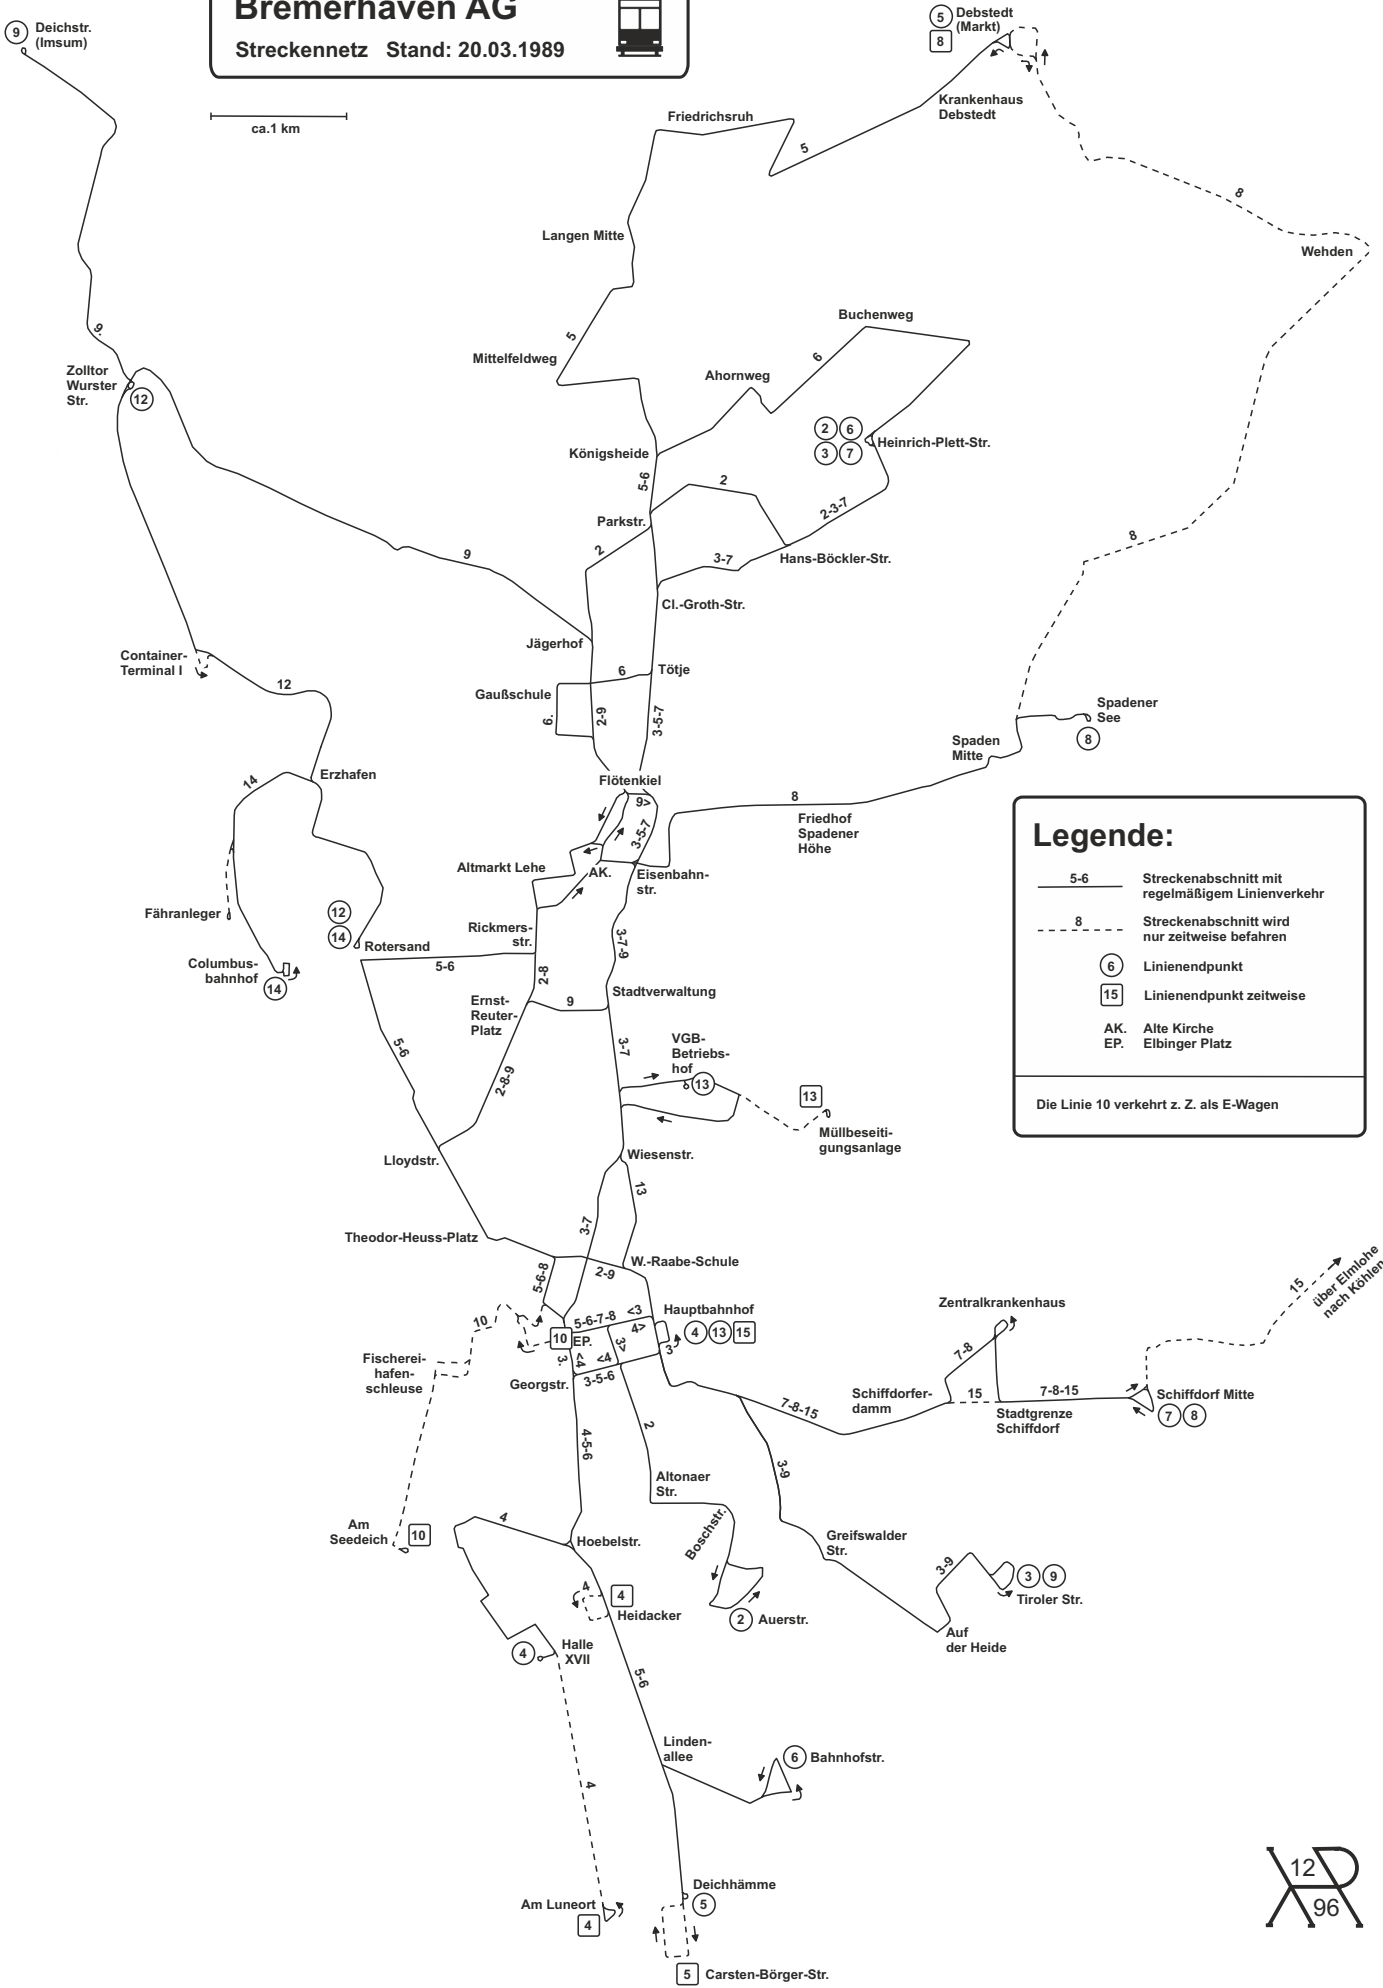 Bremerhaven AG
Streckennetz Stand: 20.03.1989
ca.1 km
9
Deichstr.
(Imsum)
5
8
Debstedt
(Markt)
Krankenhaus
Debstedt
Friedrichsruh
5
8
Wehden
Langen Mitte
5
Mittelfeldweg
9.
Zolltor
Wurster
Str.
12
Buchenweg
6
Ahornweg
2
6
3
7
Heinrich-Plett-Str.
Königsheide
5-6
2
2-3-7
Parkstr.
2
3-7
Hans-Böckler-Str.
8
9
Cl.-Groth-Str.
Jägerhof
6
Tötje
Container-
Terminal I
12
Gaußschule
6.
2-9
3-5-7
Spadener
See
8
Spaden
Mitte
Flötenkiel
9>
3-5-7
8
Friedhof
Spadener
Höhe
14
Erzhafen
Altmarkt Lehe
AK.
Eisenbahn-
str.
Legende:
5-6
Streckenabschnitt mit
regelmäßigem Linienverkehr
8
Streckenabschnitt wird
nur zeitweise befahren
6
Linienendpunkt
15
Linienendpunkt zeitweise
AK.
Alte Kirche
EP.
Elbinger Platz
Die Linie 10 verkehrt z. Z. als E-Wagen
Fähranleger
12
14
Rotersand
Columbus-
bahnhof
14
Rickmers-
str.
5-6
2-8
3-7-9
Ernst-
Reuter-
Platz
9
Stadtverwaltung
5-6
2-8-9
3-7
VGB-
Betriebs-
hof
13
13
Müllbeseiti-
gungsanlage
Lloydstr.
Wiesenstr.
13
3-7
Theodor-Heuss-Platz
2-9
W.-Raabe-Schule
5-6-8
10
10
5-6-7-8
<3
4>
EP.
3.
<4
<4
3>
3
3-5-6
Hauptbahnhof
4
13
15
Fischerei-
hafen-
schleuse
Georgstr.
Zentralkrankenhaus
7-8
15
über Elmlohe
nach Köhlen
7-8-15
Schiffdorfer-
damm
15
7-8-15
Stadtgrenze
Schiffdorf
Schiffdorf Mitte
7
8
4-5-6
2
3-9
Altonaer
Str.
Boschstr.
Am
Seedeich
10
4
Hoebelstr.
Greifswalder
Str.
3-9
3
9
Tiroler Str.
4
4
Heidacker
2
Auerstr.
Auf
der Heide
4
Halle
XVII
5-6
Linden-
allee
6
Bahnhofstr.
4
Deichhämme
5
Am Luneort
4
5
Carsten-Börger-Str.
12
96